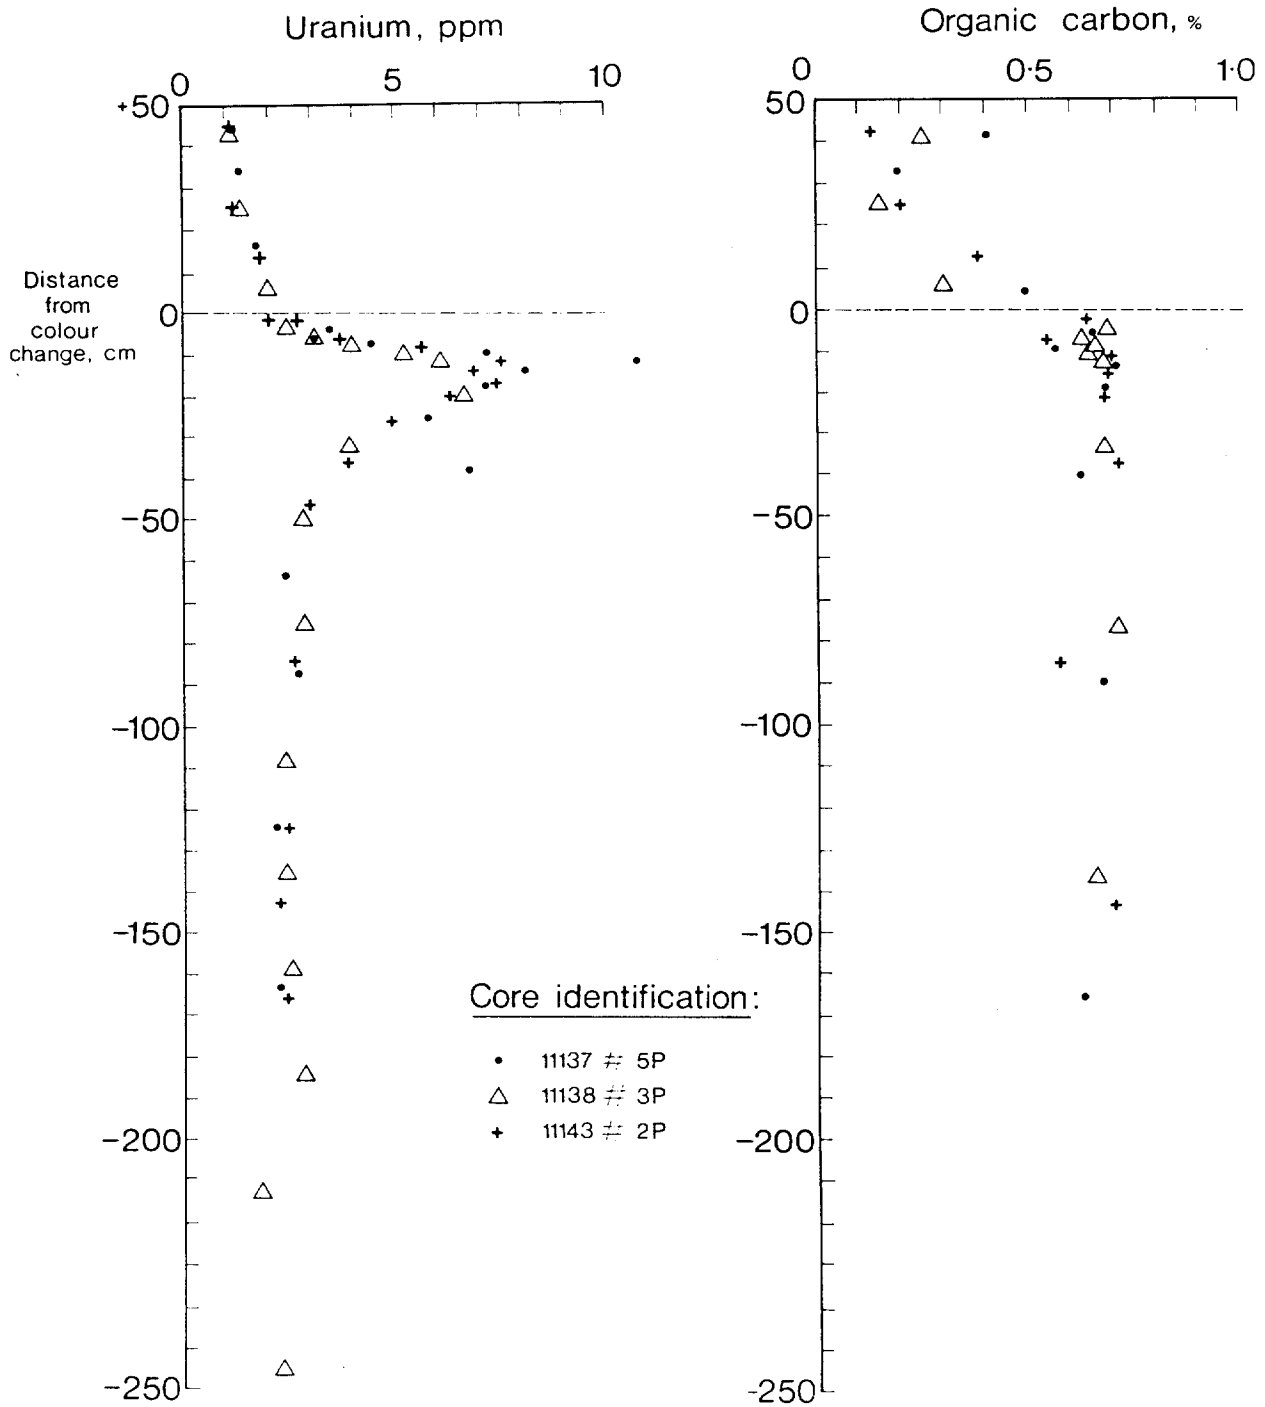 Uranium, ppm
0 5 10
+50
0
−50
−100
−150
−200
−250
Distance
from
colour
change, cm
Organic carbon, %
0 0·5 1·0
50
0
−50
−100
−150
−200
-250
Core identification:
• 11137 # 5P
△ 11138 # 3P
+ 11143 # 2P